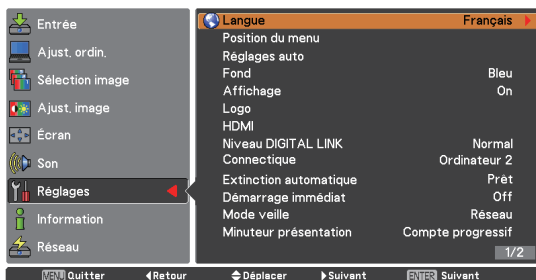 Entrée
Ajust. ordin.
Sélection image
Ajust. image
Écran
Son
Réglages
Information
Réseau
Langue Français
Position du menu
Réglages auto
Fond Bleu
Affichage On
Logo
HDMI
Niveau DIGITAL LINK Normal
Connectique Ordinateur 2
Extinction automatique Prêt
Démarrage immédiat Off
Mode veille Réseau
Minuteur présentation Compte progressif
1/2
MENU Quitter Retour Déplacer Suivant ENTER Suivant